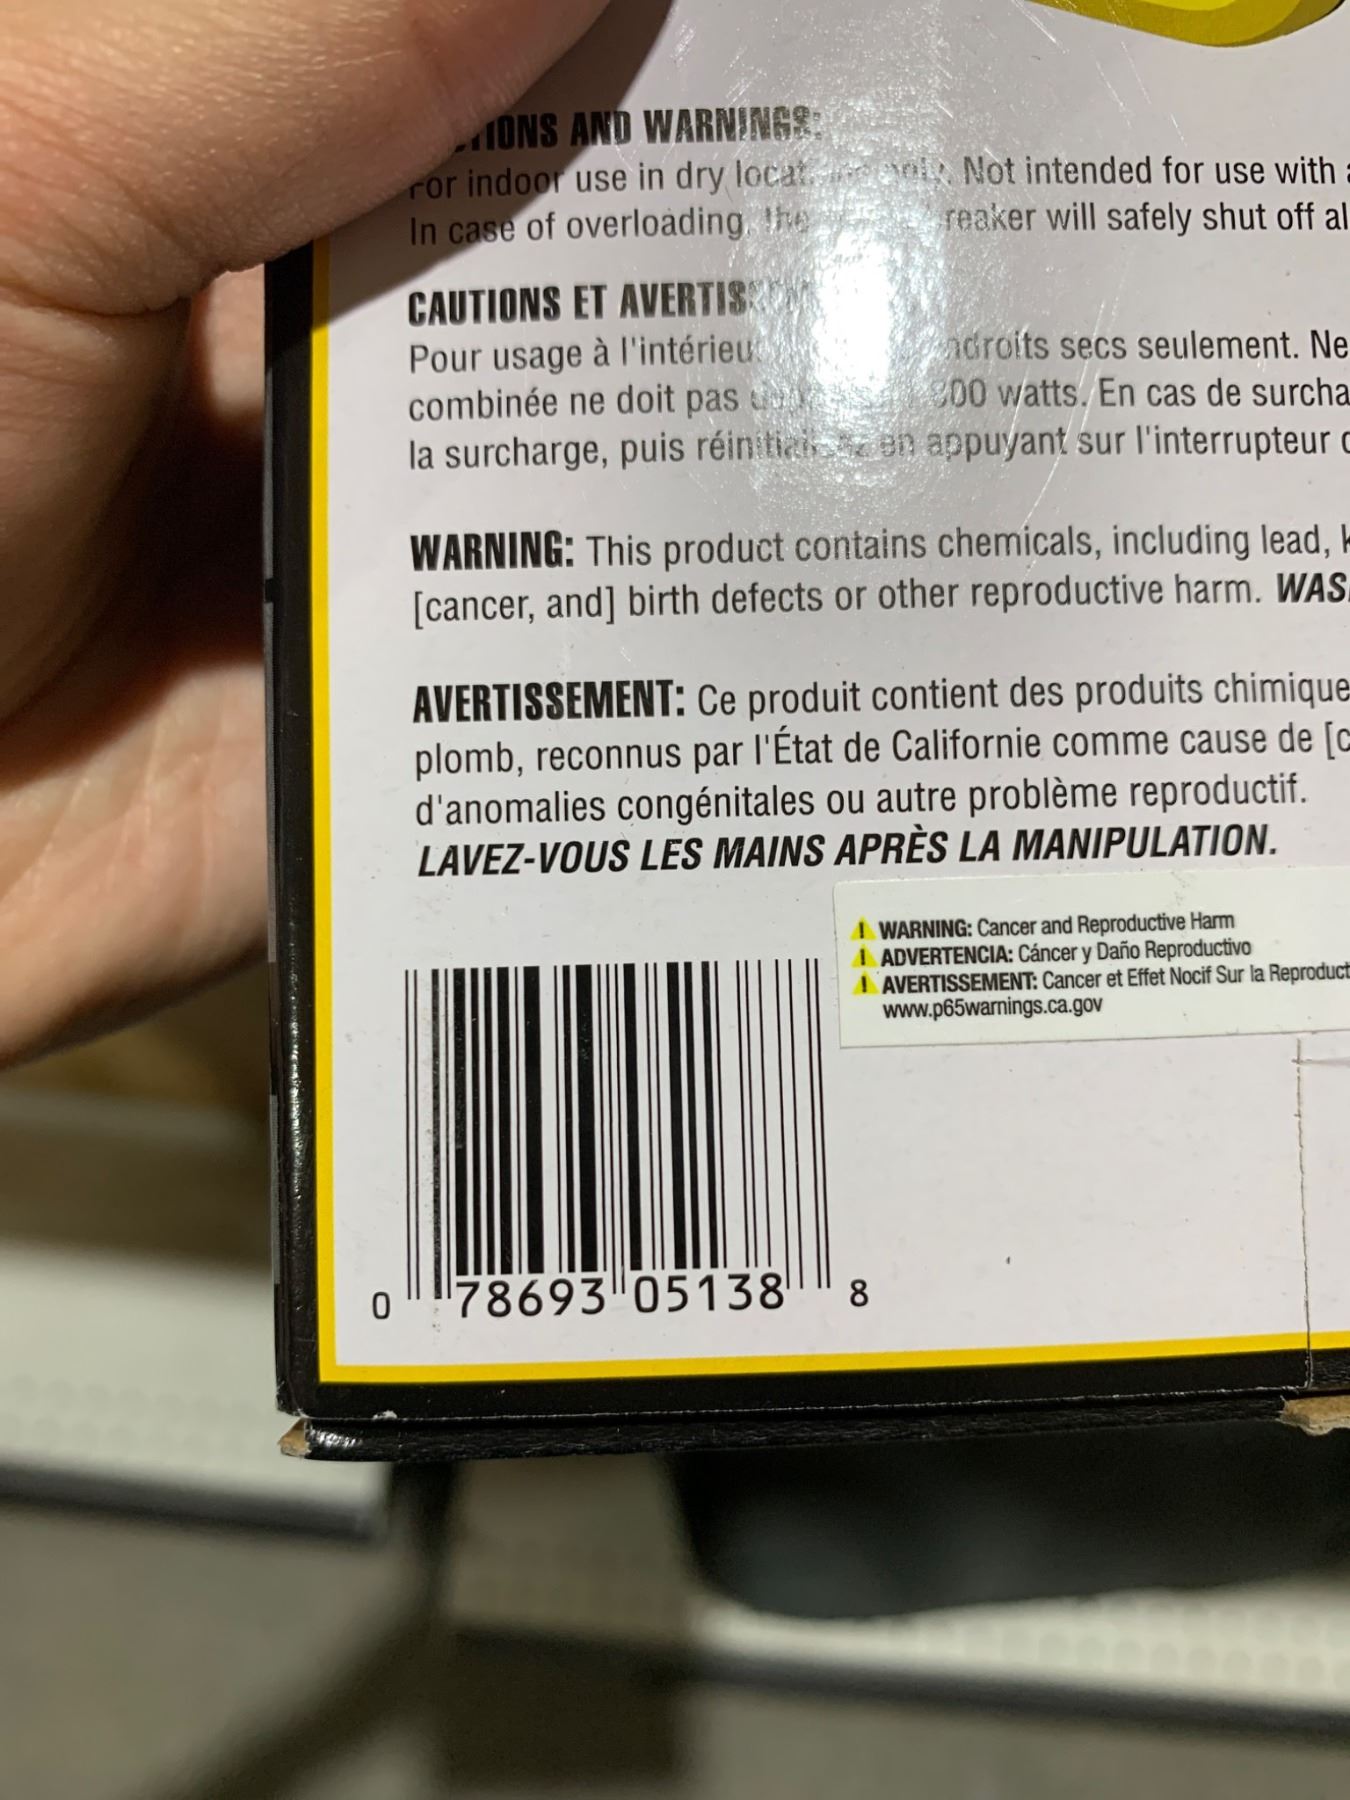 TIONS AND WARNINGS:
For indoor use in dry only. Not intended for use with
In case of overloading, the breaker will safely shut off al
CAUTIONS ET
Pour usage à l'intérieu ndroits secs seulement. Ne
combinée ne doit pas 00 watts. En cas de surcha
la surcharge, puis en appuyant sur l'interrupteur
WARNING: This product contains chemicals, including lead,
[cancer, and] birth defects or other reproductive harm. WAS
AVERTISSEMENT: Ce produit contient des produits chimique
plomb, reconnus par l'État de Californie comme cause de [c
d'anomalies congénitales ou autre problème reproductif.
LAVEZ-VOUS LES MAINS APRÈS LA MANIPULATION.
WARNING: Cancer and Reproductive Harm
ADVERTENCIA: Cáncer y Daño Reproductivo
AVERTISSEMENT: Cancer et Effet Nocif Sur la Reproduct
www.p65warnings.ca.gov
0 78693 05138 8